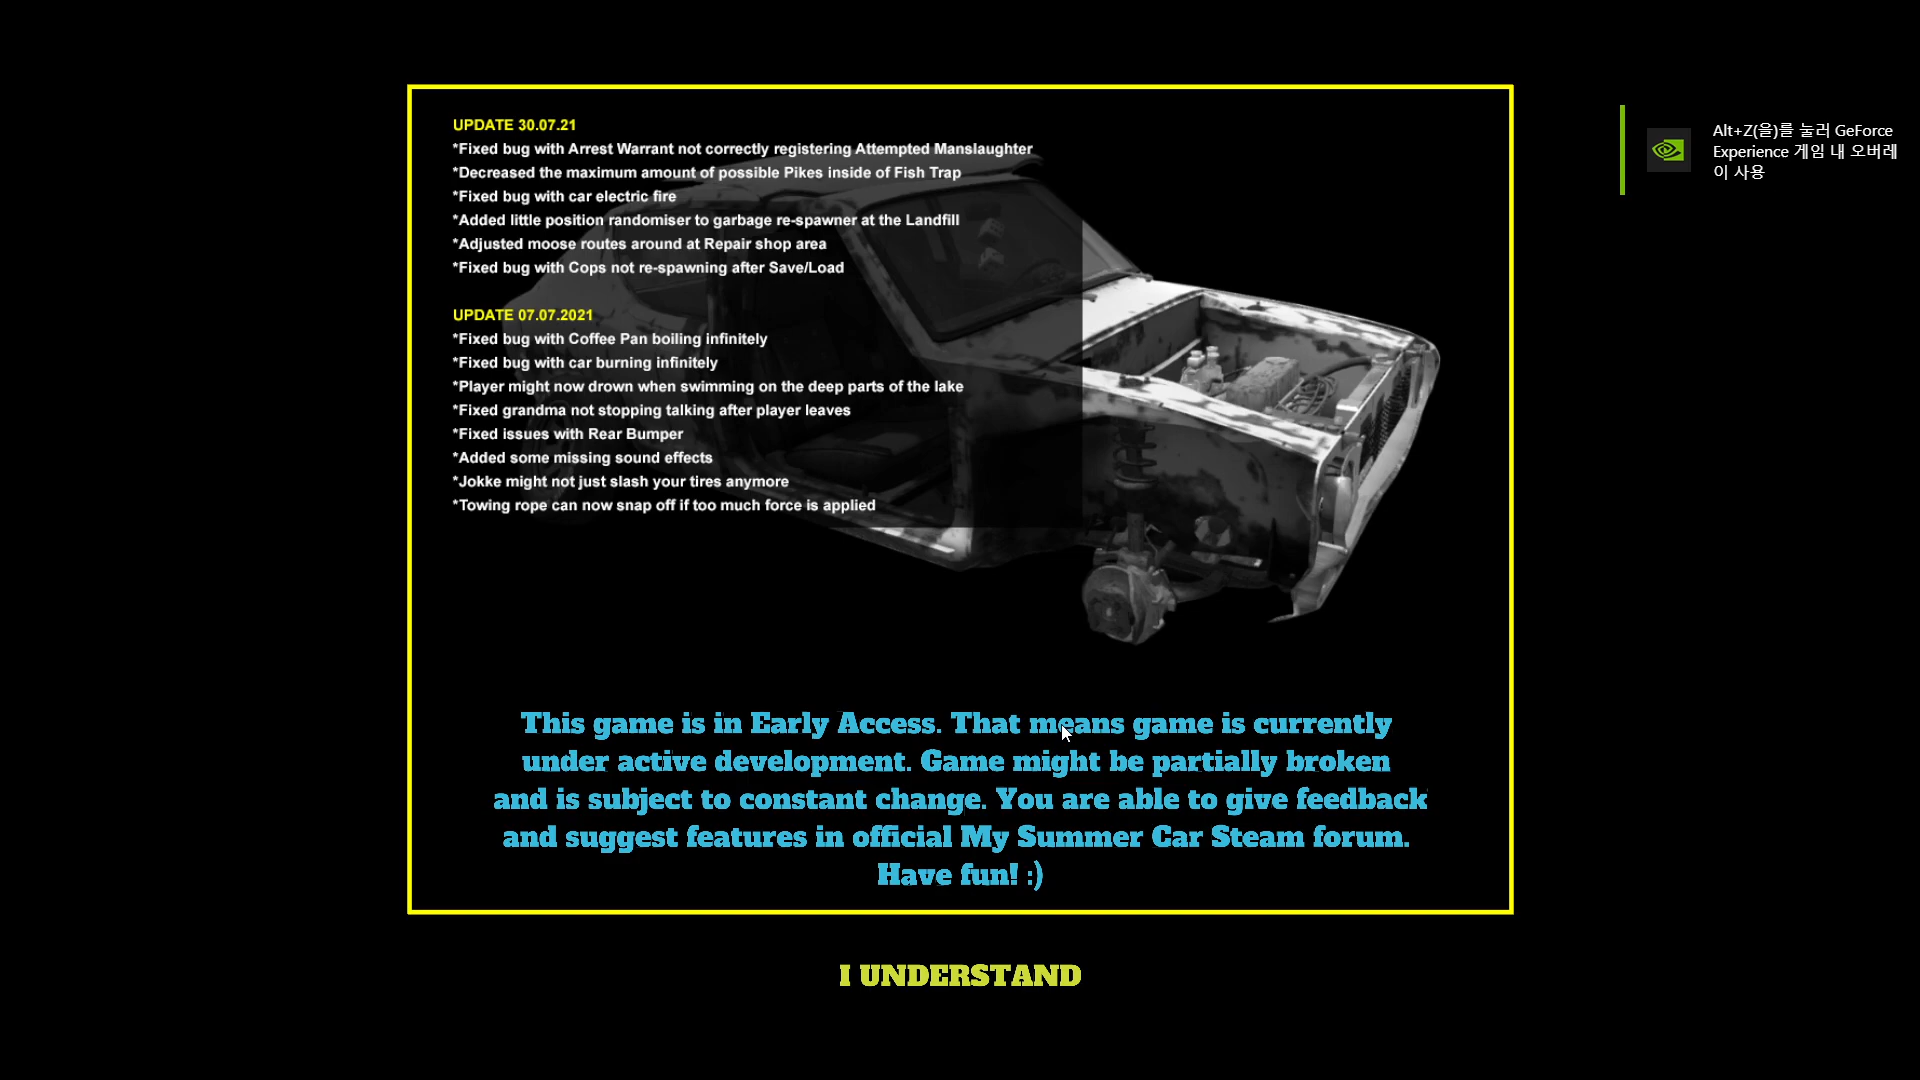 UPDATE 30.07.21
*Fixed bug with Arrest Warrant not correctly registering Attempted Manslaughter
*Decreased the maximum amount of possible Pikes inside of Fish Trap
*Fixed bug with car electric fire
*Added little position randomiser to garbage re-spawner at the Landfill
*Adjusted moose routes around at Repair shop area
*Fixed bug with Cops not re-spawning after Save/Load
UPDATE 07.07.2021
*Fixed bug with Coffee Pan boiling infinitely
*Fixed bug with car burning infinitely
*Player might now drown when swimming on the deep parts of the lake
*Fixed grandma not stopping talking after player leaves
*Fixed issues with Rear Bumper
*Added some missing sound effects
*Jokke might not just slash your tires anymore
*Towing rope can now snap off if too much force is applied
This game is in Early Access. That means game is currently
under active development. Game might be partially broken
and is subject to constant change. You are able to give feedback
and suggest features in official My Summer Car Steam forum.
Have fun! :)
I UNDERSTAND
Alt+Z(을)를 눌러 GeForce
Experience 게임 내 오버레
이 사용